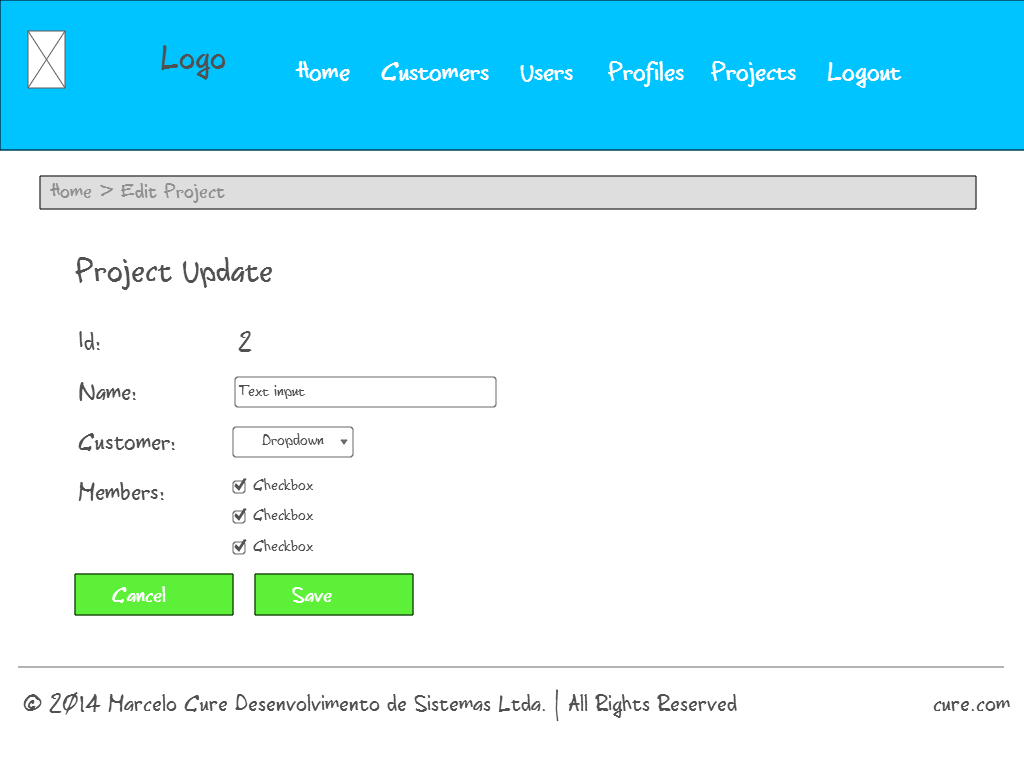 Logo
Home Customers Users Profiles Projects Logout
Home > Edit Project
Project Update
Id: 2
Name: Text input
Customer: Dropdown
Members: Checkbox
Checkbox
Checkbox
Cancel Save
© 2014 Marcelo Cure Desenvolvimento de Sistemas Ltda. | All Rights Reserved cure.com